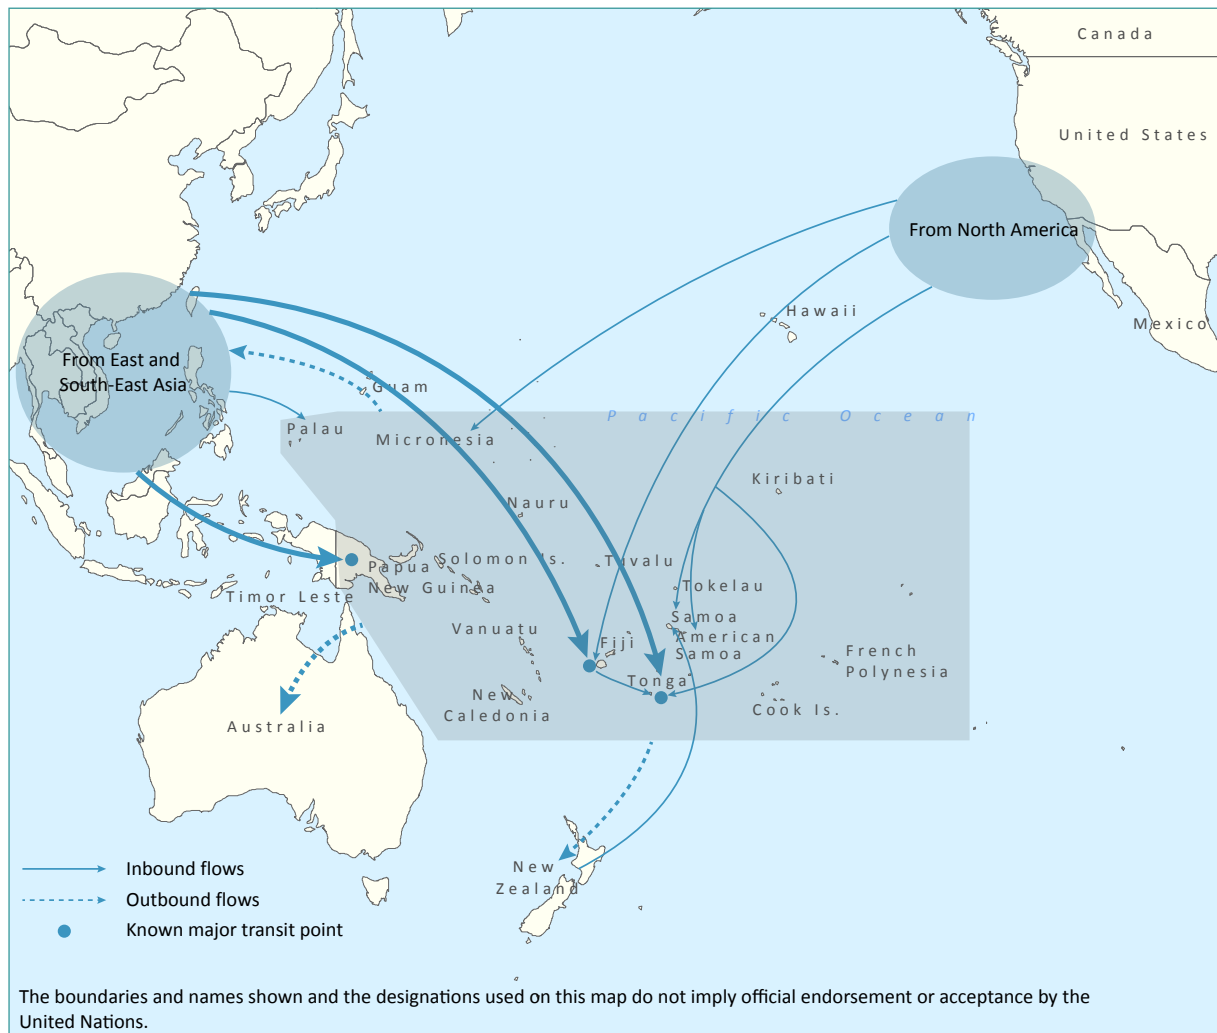 Canada
United States
From North America
Mexico
Hawaii
From East and
South-East Asia
Guam
Pacific Ocean
Palau
Micronesia
Kiribati
Nauru
Solomon Is.
Tuvalu
Papua
New Guinea
Tokelau
Timor Leste
Samoa
Vanuatu
Fiji
American
Samoa
French
Polynesia
Tonga
New
Caledonia
Cook Is.
Australia
New
Zealand
Inbound flows
Outbound flows
Known major transit point
The boundaries and names shown and the designations used on this map do not imply official endorsement or acceptance by the
United Nations.